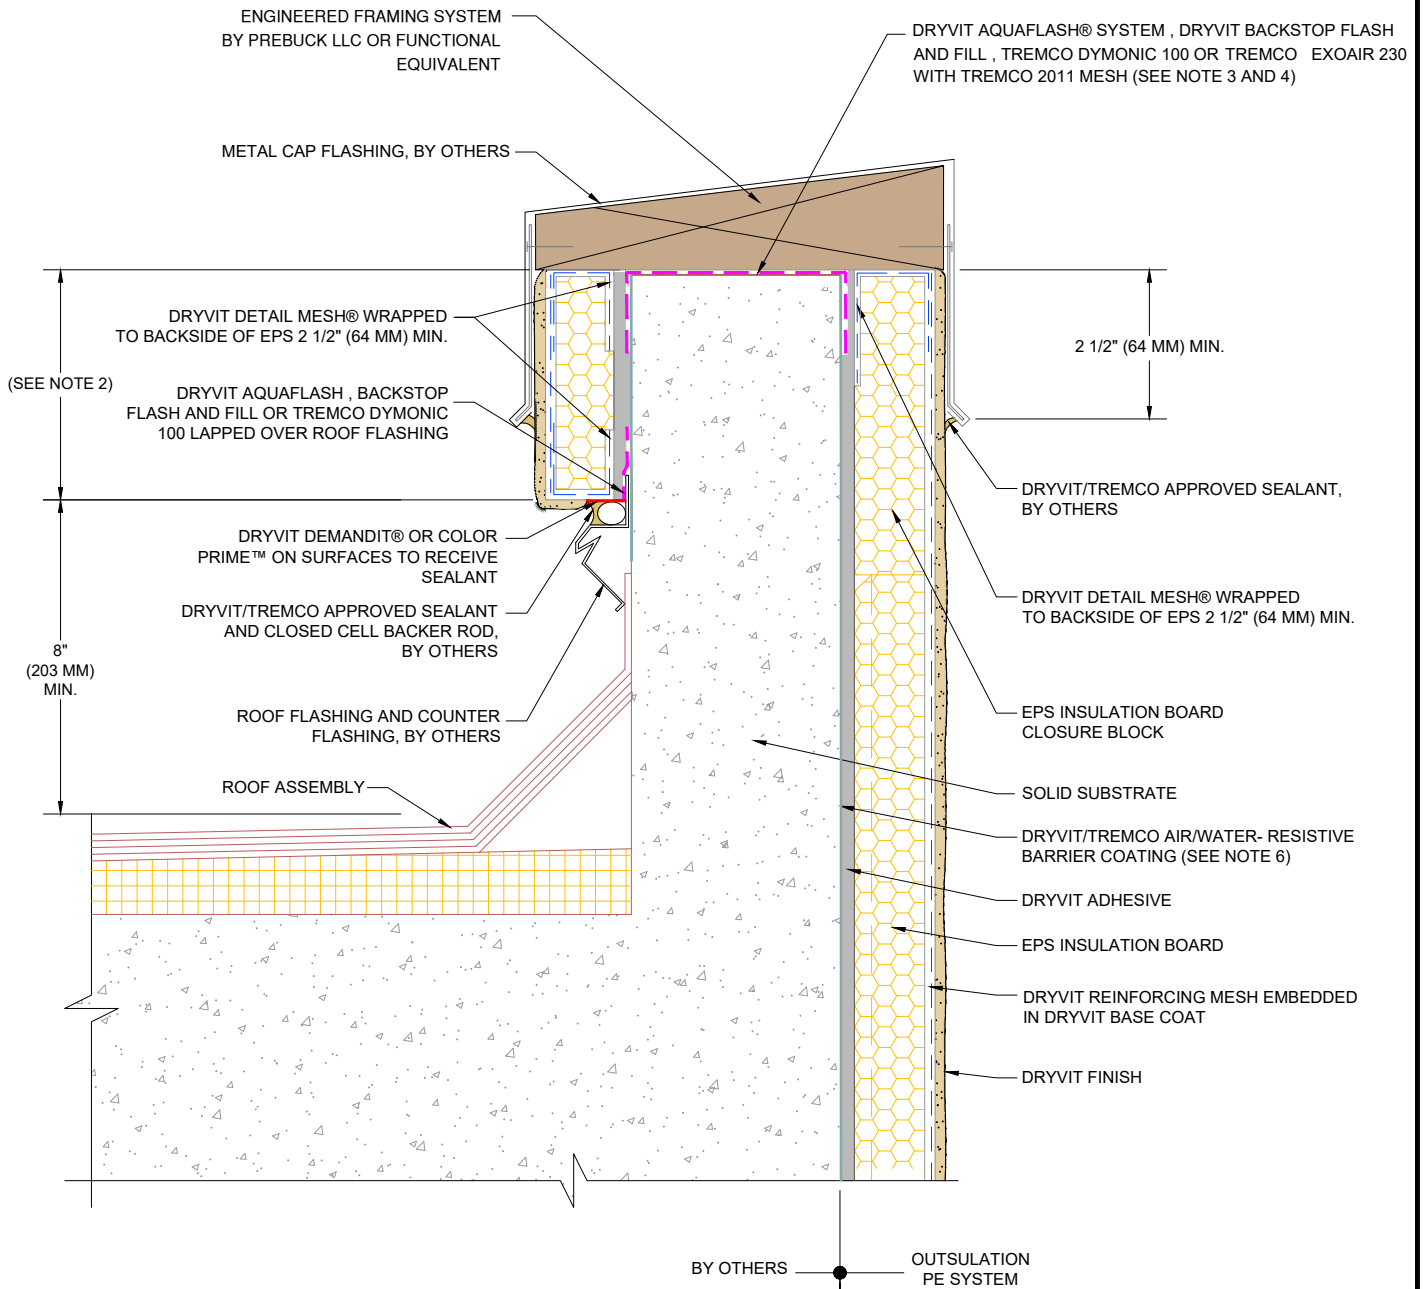 ENGINEERED FRAMING SYSTEM
BY PREBUCK LLC OR FUNCTIONAL
EQUIVALENT
DRYVIT AQUAFLASH® SYSTEM , DRYVIT BACKSTOP FLASH
AND FILL , TREMCO DYMONIC 100 OR TREMCO EXOAIR 230
WITH TREMCO 2011 MESH (SEE NOTE 3 AND 4)
METAL CAP FLASHING, BY OTHERS
DRYVIT DETAIL MESH® WRAPPED
TO BACKSIDE OF EPS 2 1/2" (64 MM) MIN.
2 1/2" (64 MM) MIN.
(SEE NOTE 2)
DRYVIT AQUAFLASH , BACKSTOP
FLASH AND FILL OR TREMCO DYMONIC
100 LAPPED OVER ROOF FLASHING
DRYVIT/TREMCO APPROVED SEALANT,
BY OTHERS
DRYVIT DEMANDIT® OR COLOR
PRIME™ ON SURFACES TO RECEIVE
SEALANT
DRYVIT DETAIL MESH® WRAPPED
TO BACKSIDE OF EPS 2 1/2" (64 MM) MIN.
DRYVIT/TREMCO APPROVED SEALANT
AND CLOSED CELL BACKER ROD,
BY OTHERS
8"
(203 MM)
MIN.
ROOF FLASHING AND COUNTER
FLASHING, BY OTHERS
EPS INSULATION BOARD
CLOSURE BLOCK
ROOF ASSEMBLY
SOLID SUBSTRATE
DRYVIT/TREMCO AIR/WATER- RESISTIVE
BARRIER COATING (SEE NOTE 6)
DRYVIT ADHESIVE
EPS INSULATION BOARD
DRYVIT REINFORCING MESH EMBEDDED
IN DRYVIT BASE COAT
DRYVIT FINISH
BY OTHERS
OUTSULATION
PE SYSTEM